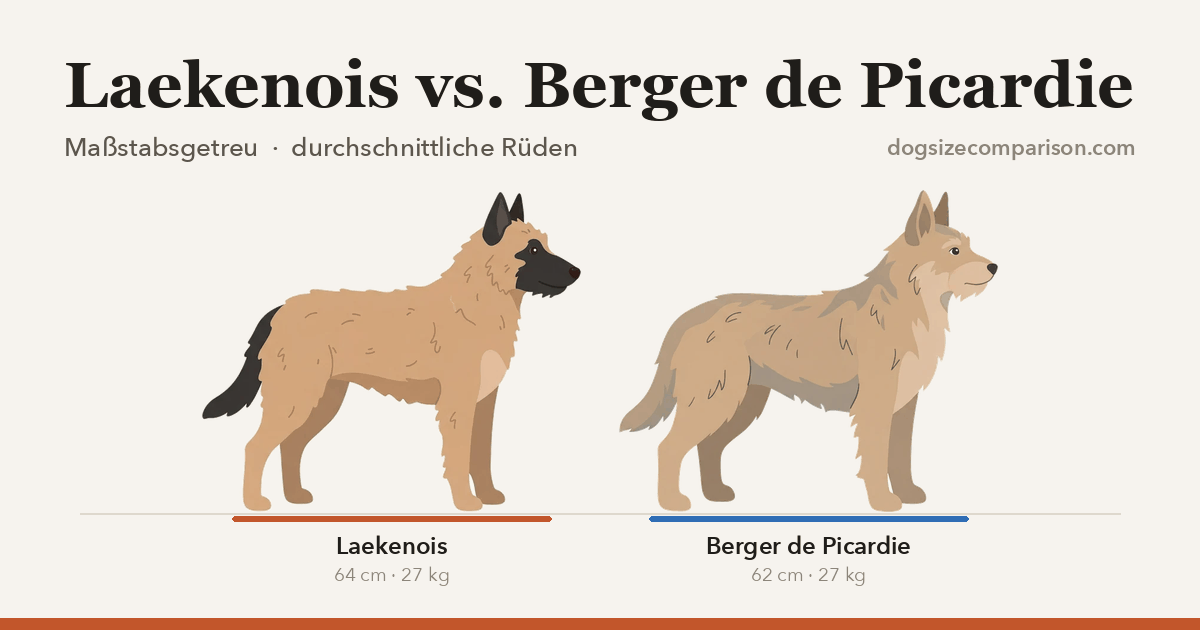 Laekenois vs. Berger de Picardie
Maßstabsgetreu · durchschnittliche Rüden
dogsizecomparison.com
Laekenois
64 cm · 27 kg
Berger de Picardie
62 cm · 27 kg